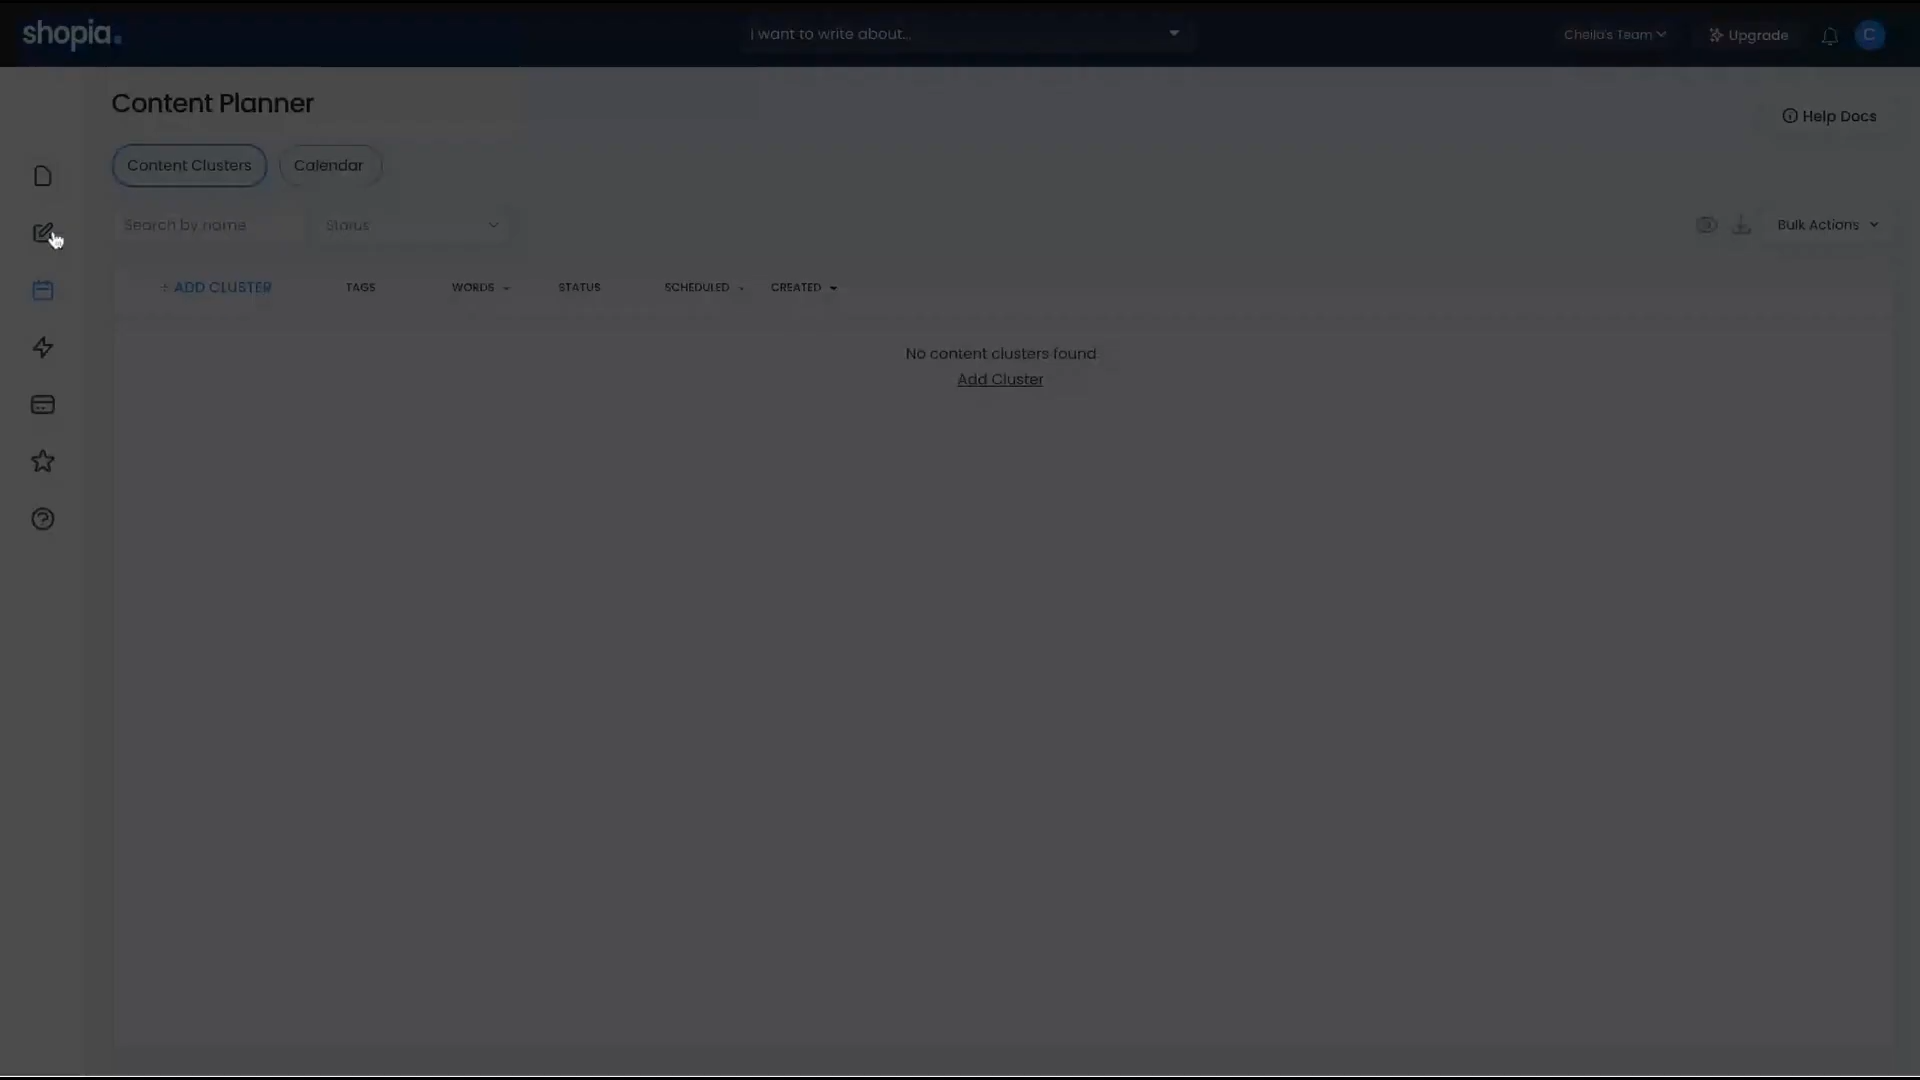 shopia.
I want to write about...
Cheila's Team
Upgrade
C
Content Planner
Help Docs
Content Clusters
Calendar
Search by name
Status
Bulk Actions
+ ADD CLUSTER
TAGS
WORDS
STATUS
SCHEDULED
CREATED
No content clusters found
Add Cluster